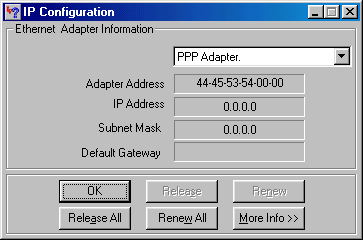 IP Configuration
Ethernet Adapter Information
PPP Adapter.
Adapter Address 44-45-53-54-00-00
IP Address 0.0.0.0
Subnet Mask 0.0.0.0
Default Gateway
OK Release Renew
Release All Renew All More Info >>